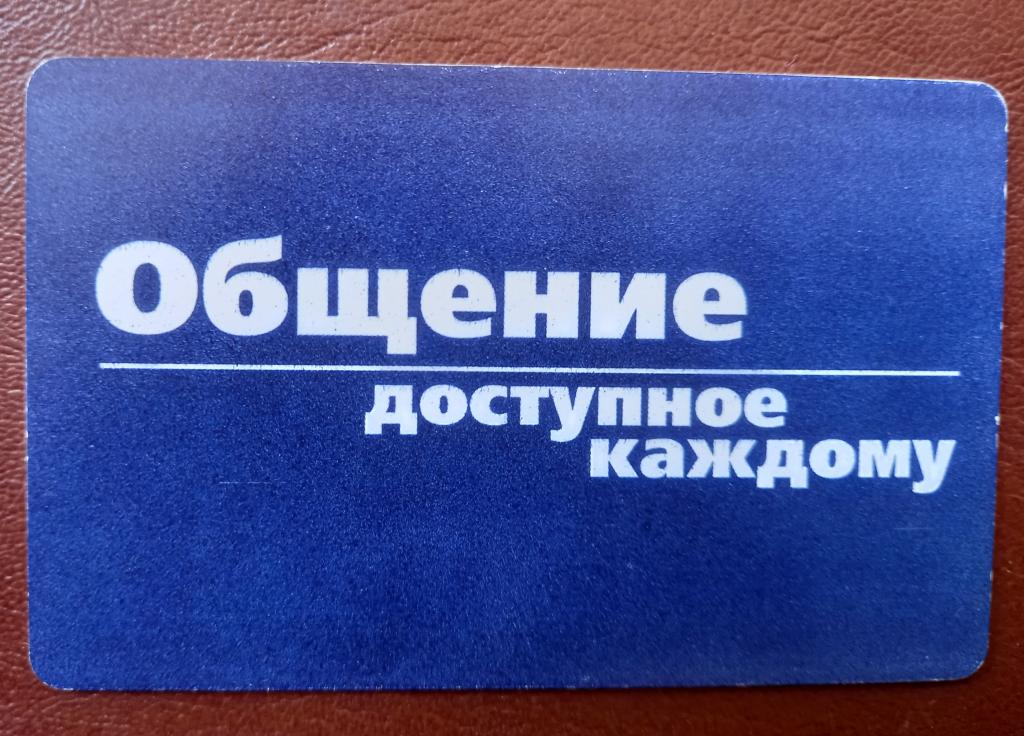 Общение
доступное
каждому